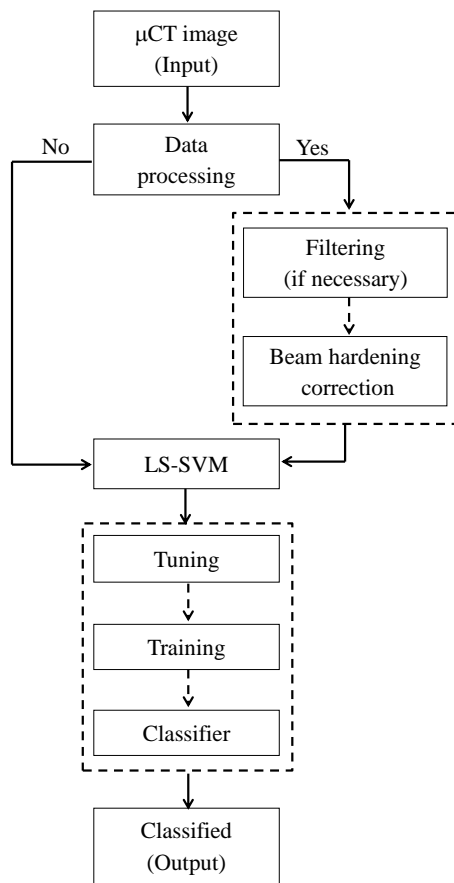 μCT image
(Input)
No
Data
processing
Yes
Filtering
(if necessary)
Beam hardening
correction
LS-SVM
Tuning
Training
Classifier
Classified
(Output)